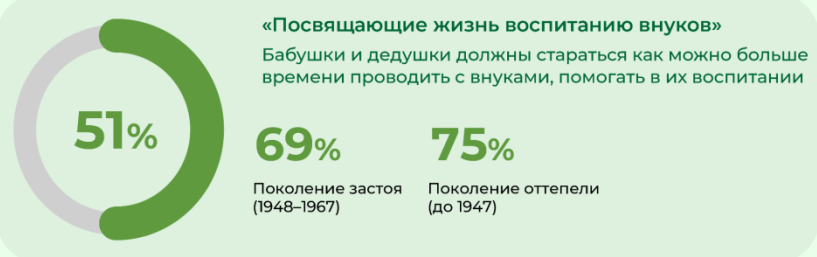 «Посвящающие жизнь воспитанию внуков»
Бабушки и дедушки должны стараться как можно больше
времени проводить с внуками, помогать в их воспитании
51%
69%
75%
Поколение застоя
(1948–1967)
Поколение оттепели
(до 1947)